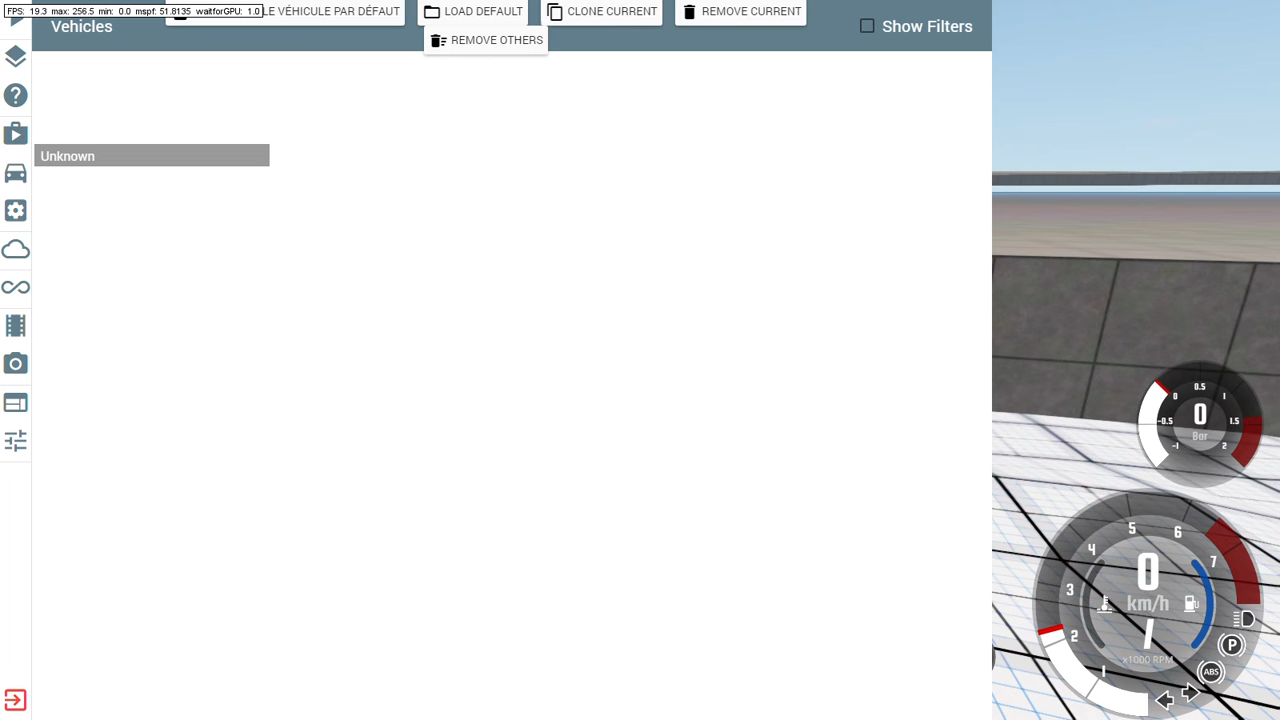 FPS: 19.3 max: 256.5 min: 0.0 mspf: 51.8135 waitforGPU: 1.0
LE VÉHICULE PAR DÉFAUT
LOAD DEFAULT
CLONE CURRENT
REMOVE CURRENT
Vehicles
Show Filters
REMOVE OTHERS
Unknown
0.5
0
1
-0.5
0
1.5
Bar
-1
2
5
6
4
7
0
3
km/h
2
1
x1000 RPM
1
P
ABS